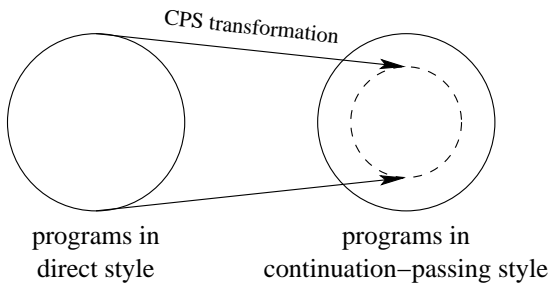 CPS transformation
programs in
direct style
programs in
continuation−passing style